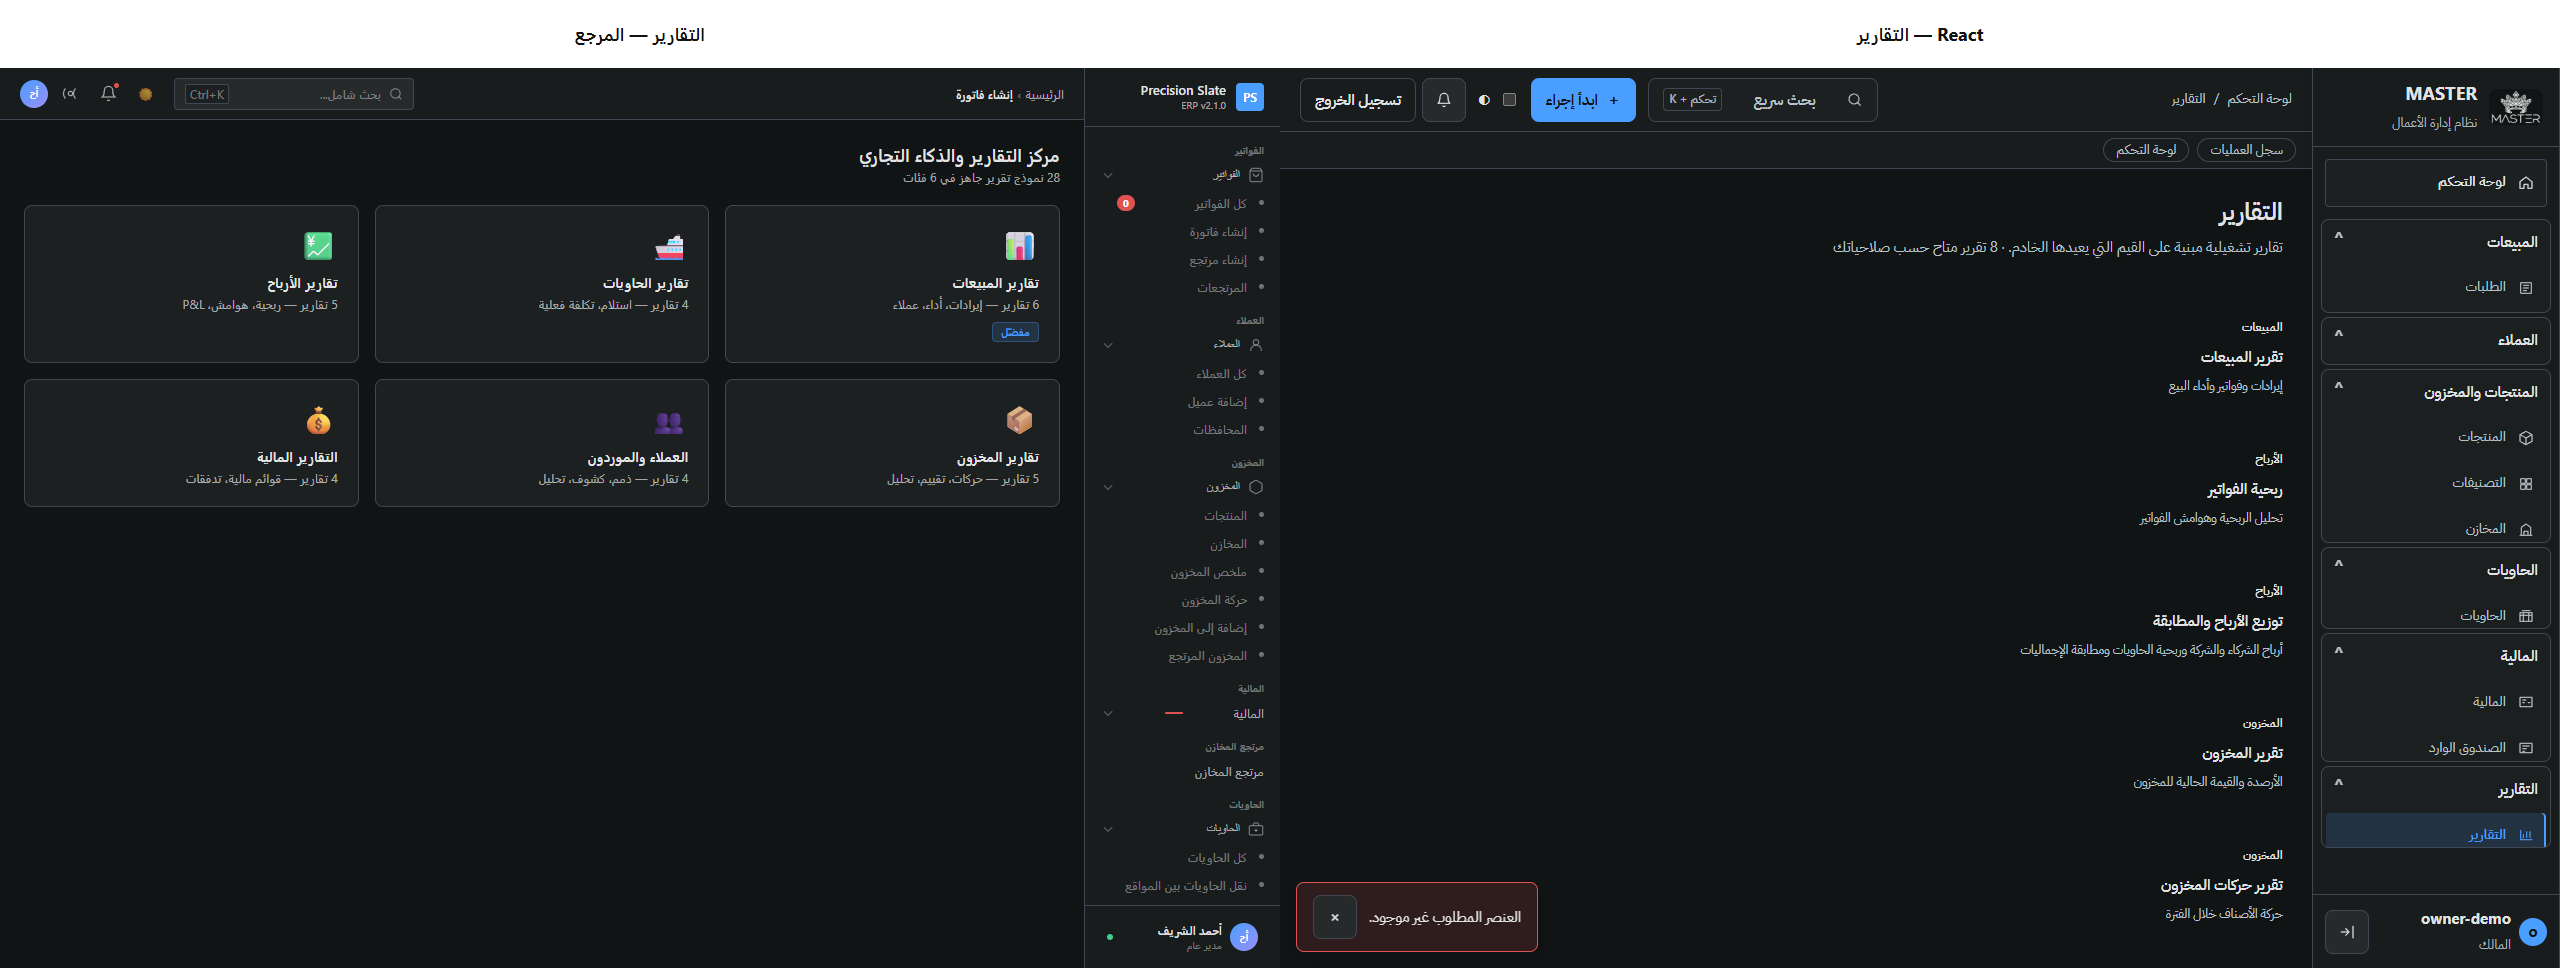 React — التقارير
MASTER
نظام إدارة الأعمال
MASTER
لوحة التحكم
المبيعات
الطلبات
العملاء
المنتجات والمخزون
المنتجات
التصنيفات
المخازن
الحاويات
الحاويات
المالية
المالية
الصندوق الوارد
التقارير
التقارير
owner-demo
المالك
o
لوحة التحكم / التقارير
بحث سريع
تحكم + K
+ ابدأ إجراء
تسجيل الخروج
سجل العمليات
لوحة التحكم
التقارير
تقارير تشغيلية مبنية على القيم التي يعيدها الخادم. · 8 تقرير متاح حسب صلاحياتك
المبيعات
تقرير المبيعات
إيرادات وفواتير وأداء البيع
الأرباح
ربحية الفواتير
تحليل الربحية وهوامش الفواتير
الأرباح
توزيع الأرباح والمطابقة
أرباح الشركاء والشركة وربحية الحاويات ومطابقة الإجماليات
المخزون
تقرير المخزون
الأرصدة والقيمة الحالية للمخزون
المخزون
تقرير حركات المخزون
حركة الأصناف خلال الفترة
العنصر المطلوب غير موجود.
×
التقارير — المرجع
PS
Precision Slate
ERP v2.1.0
الفواتير
الفواتير
كل الفواتير
0
إنشاء فاتورة
إنشاء مرتجع
المرتجعات
العملاء
العملاء
كل العملاء
إضافة عميل
المحافظات
المخزون
المخزون
المنتجات
المخازن
ملخص المخزون
حركة المخزون
إضافة إلى المخزون
المخزون المرتجع
المالية
المالية
مرتجع المخازن
مرتجع المخازن
الحاويات
الحاويات
كل الحاويات
نقل الحاويات بين المواقع
أح
أحمد الشريف
مدير عام
الرئيسية › إنشاء فاتورة
بحث شامل...
Ctrl+K
أح
مركز التقارير والذكاء التجاري
28 نموذج تقرير جاهز في 6 فئات
تقارير المبيعات
6 تقارير — إيرادات، أداء، عملاء
مفضّل
تقارير الحاويات
4 تقارير — استلام، تكلفة فعلية
تقارير الأرباح
5 تقارير — ربحية، هوامش، P&L
تقارير المخزون
5 تقارير — حركات، تقييم، تحليل
العملاء والموردون
4 تقارير — ذمم، كشوف، تحليل
التقارير المالية
4 تقارير — قوائم مالية، تدفقات